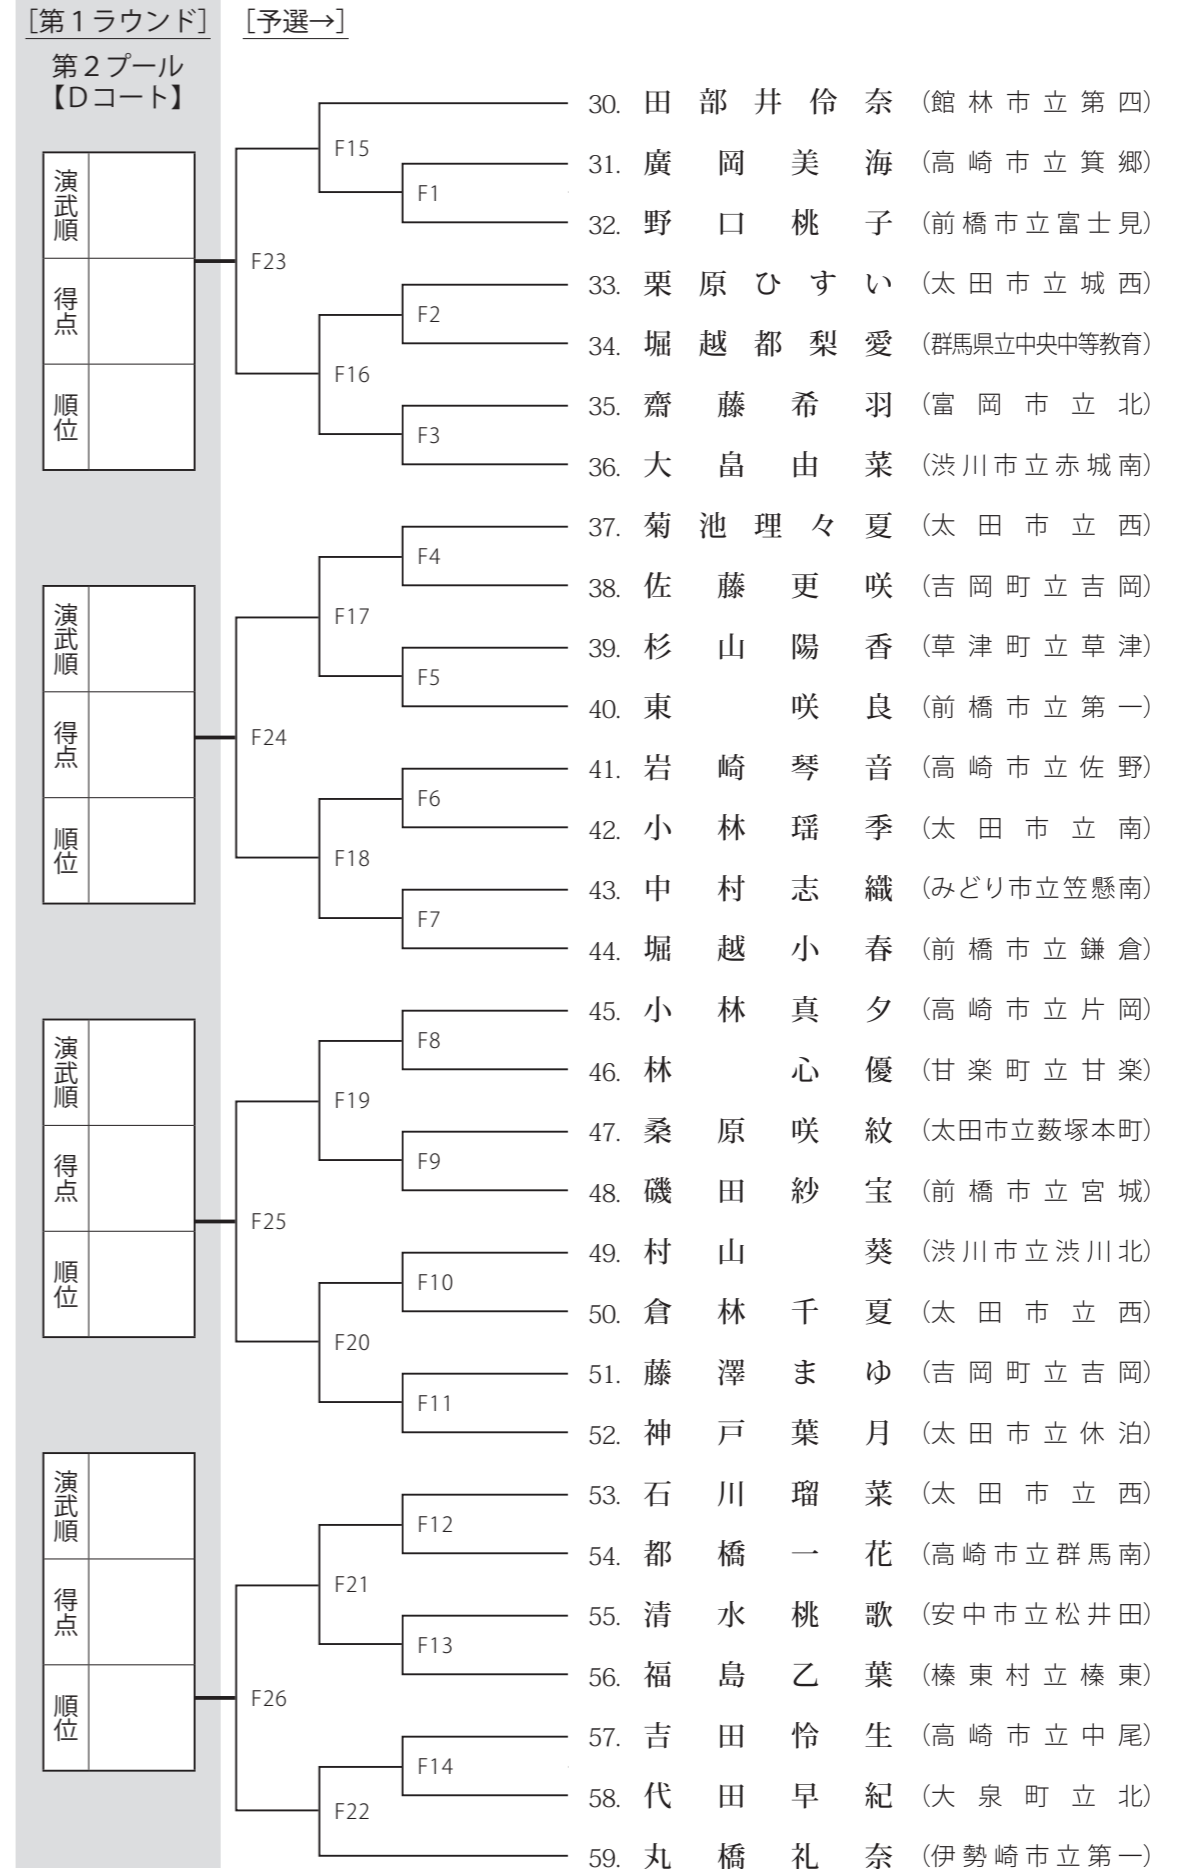 ［第１ラウンド］ ［予選→］
第２プール
【Dコート】
30. 田部井伶奈 （館林市立第四）
F15
31. 廣岡美海 （高崎市立箕郷）
F1
32. 野口桃子 （前橋市立富士見）
演武順
F23
33. 栗原ひすい （太田市立城西）
得点
F2
34. 堀越都梨愛 （群馬県立中央中等教育）
F16
35. 齋藤希羽 （富岡市立北）
順位
F3
36. 大畠由菜 （渋川市立赤城南）
37. 菊池理々夏 （太田市立西）
F4
38. 佐藤更咲 （吉岡町立吉岡）
演武順
F17
39. 杉山陽香 （草津町立草津）
F5
40. 東咲良 （前橋市立第一）
得点
F24
41. 岩崎琴音 （高崎市立佐野）
F6
42. 小林瑶季 （太田市立南）
順位
F18
43. 中村志織 （みどり市立笠懸南）
F7
44. 堀越小春 （前橋市立鎌倉）
45. 小林真夕 （高崎市立片岡）
F8
46. 林心優 （甘楽町立甘楽）
演武順
F19
47. 桑原咲紋 （太田市立薮塚本町）
F9
48. 磯田紗宝 （前橋市立宮城）
得点
F25
49. 村山葵 （渋川市立渋川北）
F10
50. 倉林千夏 （太田市立西）
順位
F20
51. 藤澤まゆ （吉岡町立吉岡）
F11
52. 神戸葉月 （太田市立休泊）
53. 石川瑠菜 （太田市立西）
演武順
F12
54. 都橋一花 （高崎市立群馬南）
F21
55. 清水桃歌 （安中市立松井田）
得点
F13
56. 福島乙葉 （榛東村立榛東）
F26
57. 吉田怜生 （高崎市立中尾）
順位
F14
58. 代田早紀 （大泉町立北）
F22
59. 丸橋礼奈 （伊勢崎市立第一）